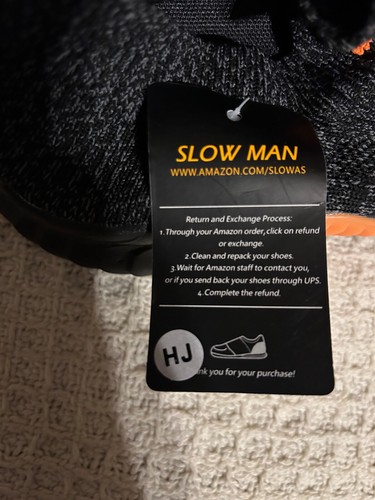 SLOW MAN
WWW.AMAZON.COM/SLOWAS
Return and Exchange Process:
1.Through your Amazon order, click on refund
or exchange.
2.Clean and repack your shoes.
3.Wait for Amazon staff to contact you,
or if you send back your shoes through UPS.
4.Complete the refund.
HJ
nk you for your purchase!